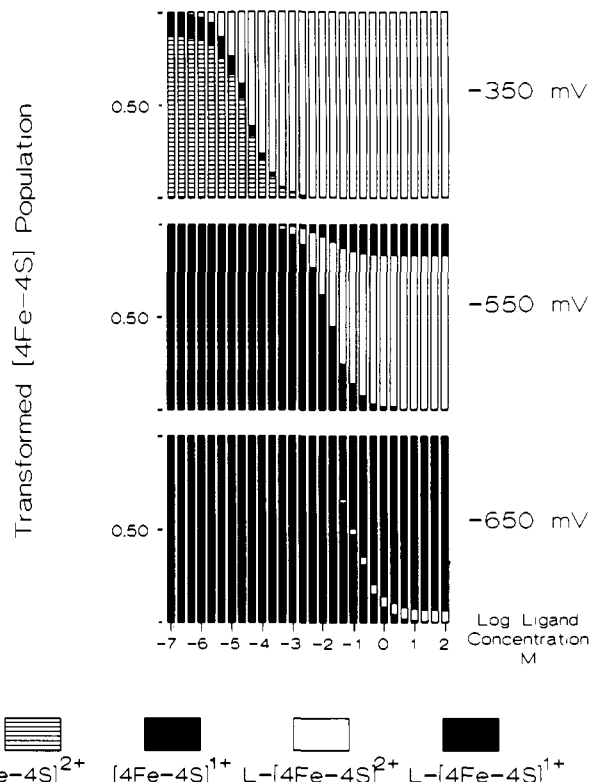 Transformed [4Fe-4S] Population
0.50
-350 mV
0.50
-550 mV
0.50
-650 mV
-7 -6 -5 -4 -3 -2 -1 0 1 2
Log Ligand
Concentration
M
e-4S]2+ [4Fe-4S]1+ L-[4Fe-4S]2+ L-[4Fe-4S]1+